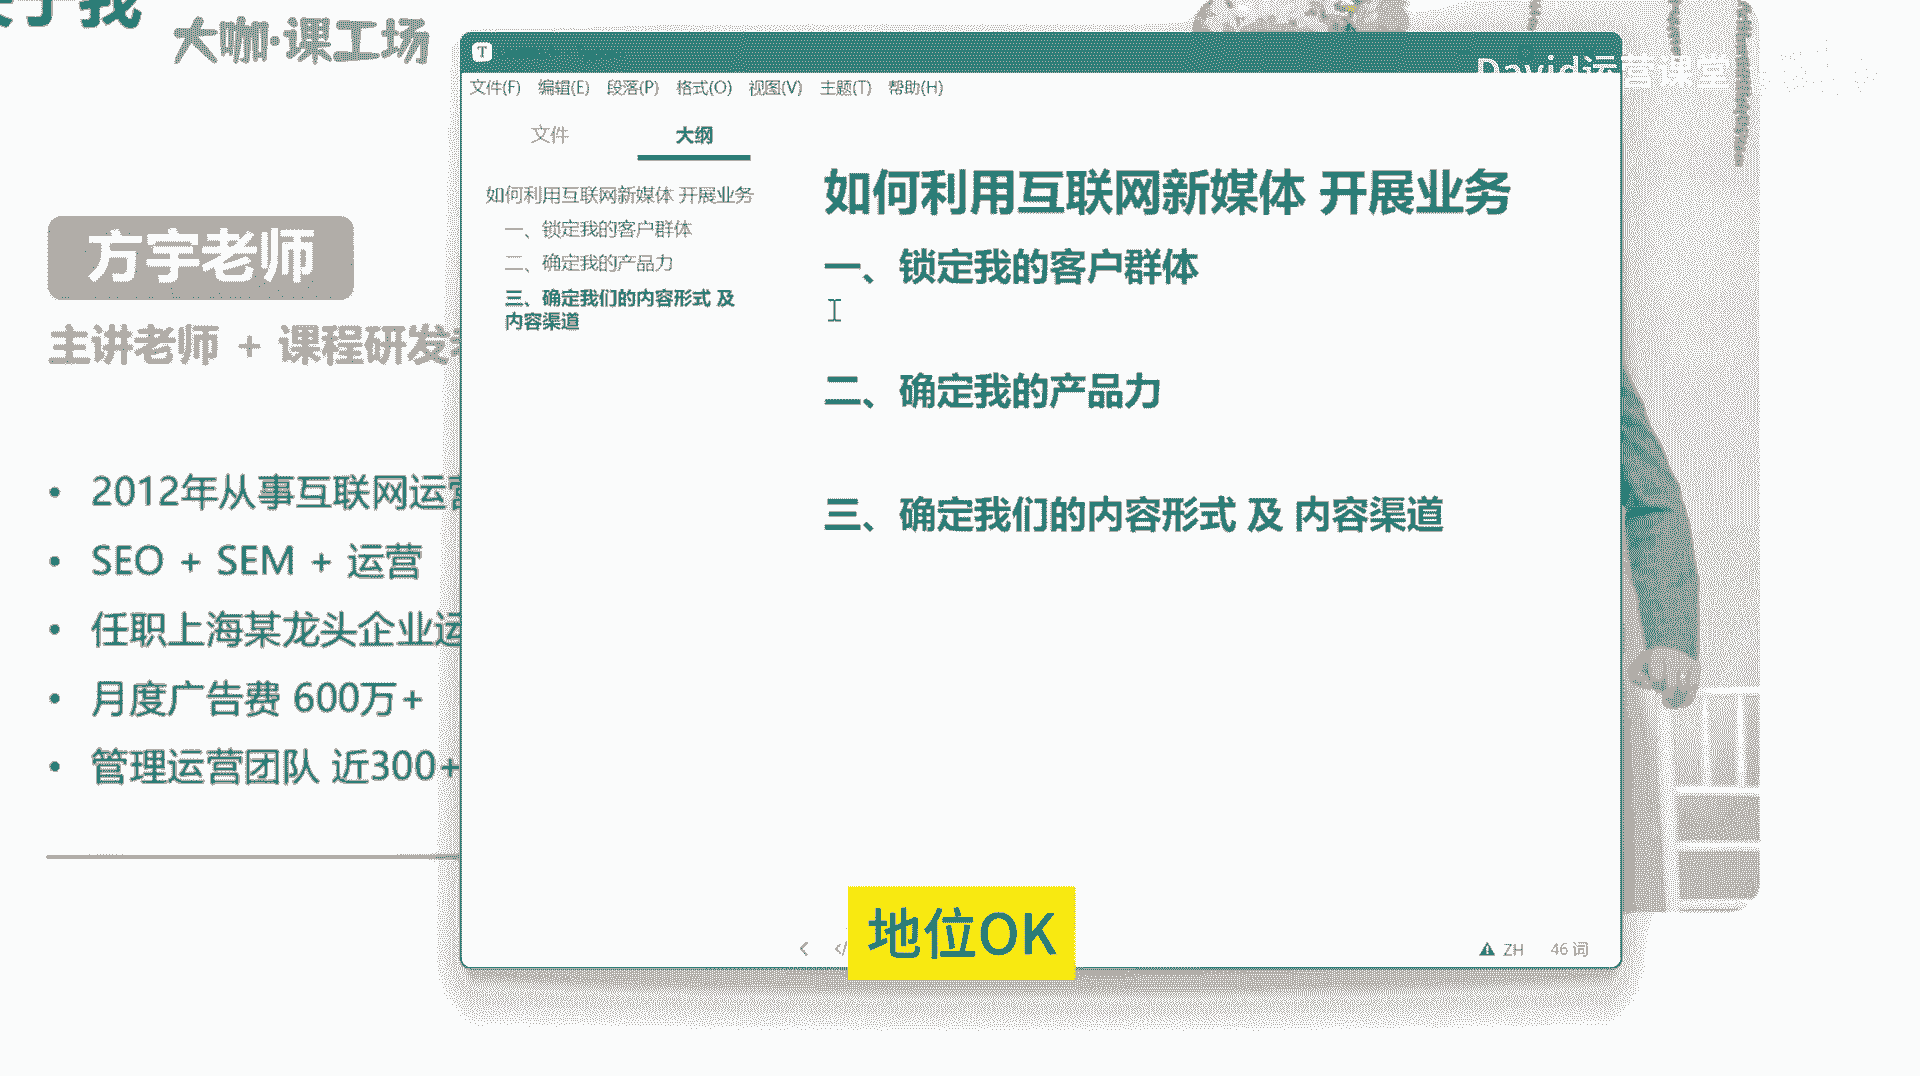 大咖·课工场
David运营课堂
方宇老师
主讲老师 + 课程研发
2012年从事互联网运营
SEO + SEM + 运营
任职上海某龙头企业运
月度广告费 600万+
管理运营团队 近300+
T
文件(F) 编辑(E) 段落(P) 格式(O) 视图(V) 主题(T) 帮助(H)
文件 大纲
如何利用互联网新媒体 开展业务
一、锁定我的客户群体
二、确定我的产品力
三、确定我们的内容形式 及
内容渠道
如何利用互联网新媒体 开展业务
一、锁定我的客户群体
二、确定我的产品力
三、确定我们的内容形式 及 内容渠道
ZH 46 词
地位OK